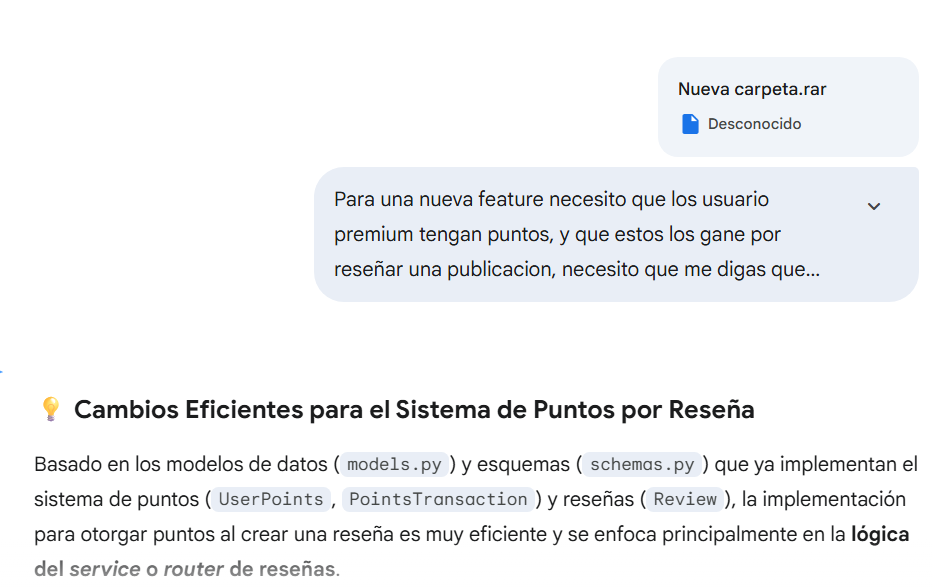 Nueva carpeta.rar
Desconocido
Para una nueva feature necesito que los usuario
premium tengan puntos, y que estos los gane por
reseñar una publicacion, necesito que me digas que...
💡 Cambios Eficientes para el Sistema de Puntos por Reseña
Basado en los modelos de datos (models.py) y esquemas (schemas.py) que ya implementan el
sistema de puntos (UserPoints, PointsTransaction) y reseñas (Review), la implementación
para otorgar puntos al crear una reseña es muy eficiente y se enfoca principalmente en la lógica
del service o router de reseñas.